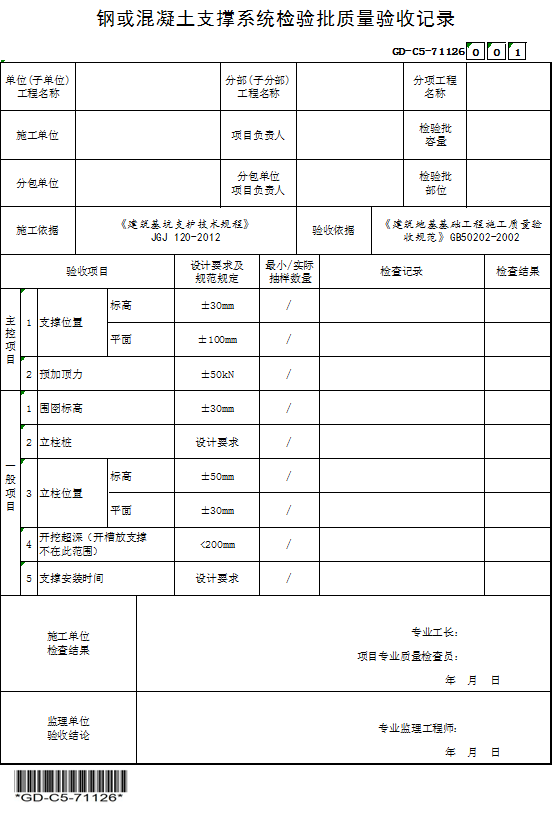 钢或混凝土支撑系统检验批质量验收记录
GD-C5-71126 0 0 1
单位(子单位)
工程名称
分部(子分部)
工程名称
分项工程
名称
施工单位
项目负责人
检验批
容量
分包单位
分包单位
项目负责人
检验批
部位
施工依据
《建筑基坑支护技术规程》
JGJ 120-2012
验收依据
《建筑地基基础工程施工质量验
收规范》GB50202-2002
验收项目
设计要求及
规范规定
最小/实际
抽样数量
检查记录
检查结果
主控项目
1 支撑位置 标高 ±30mm /
平面 ±100mm /
2 预加顶力 ±50kN /
一般项目
1 围囹标高 ±30mm /
2 立柱桩 设计要求 /
3 立柱位置 标高 ±50mm /
平面 ±30mm /
4 开挖超深(开槽放支撑
不在此范围) <200mm /
5 支撑安装时间 设计要求 /
施工单位
检查结果
专业工长:
项目专业质量检查员:
年 月 日
监理单位
验收结论
专业监理工程师:
年 月 日
*GD-C5-71126*